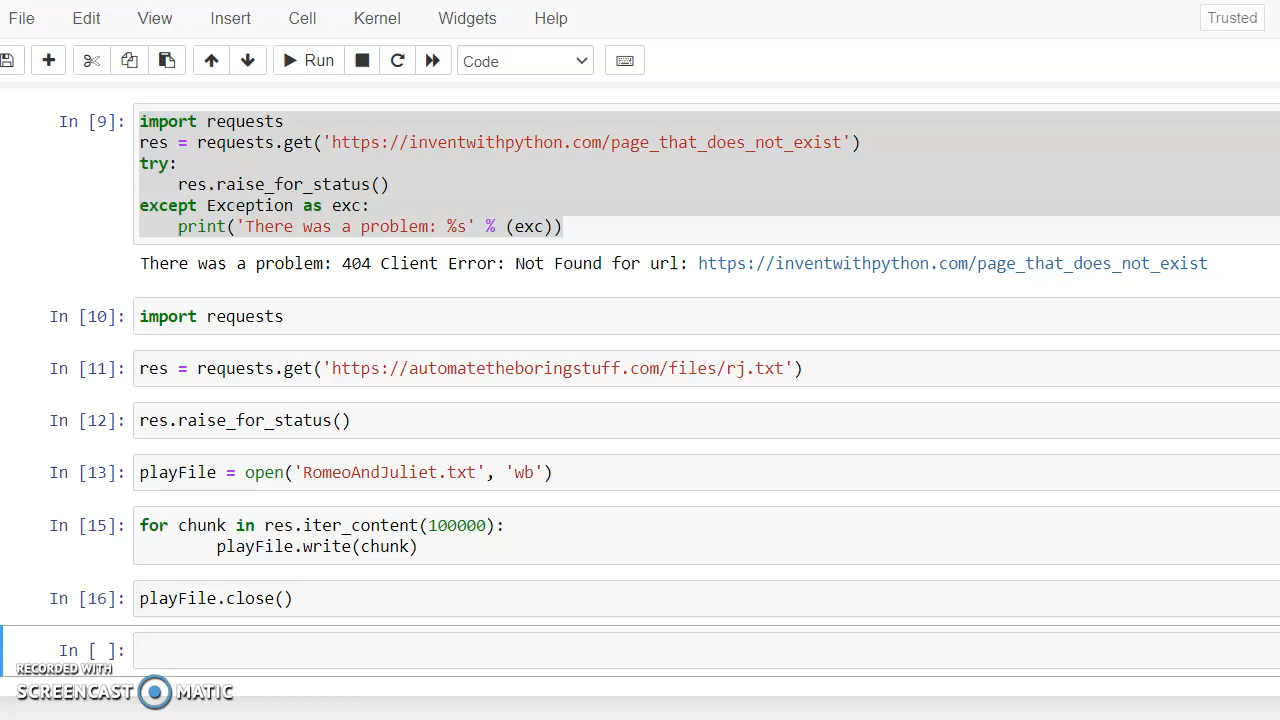 File Edit View Insert Cell Kernel Widgets Help Trusted
Run Code
In [9]: import requests
res = requests.get('https://inventwithpython.com/page_that_does_not_exist')
try:
    res.raise_for_status()
except Exception as exc:
    print('There was a problem: %s' % (exc))
There was a problem: 404 Client Error: Not Found for url: https://inventwithpython.com/page_that_does_not_exist
In [10]: import requests
In [11]: res = requests.get('https://automatetheboringstuff.com/files/rj.txt')
In [12]: res.raise_for_status()
In [13]: playFile = open('RomeoAndJuliet.txt', 'wb')
In [15]: for chunk in res.iter_content(100000):
        playFile.write(chunk)
In [16]: playFile.close()
In [ ]:
RECORDED WITH
SCREENCAST MATIC